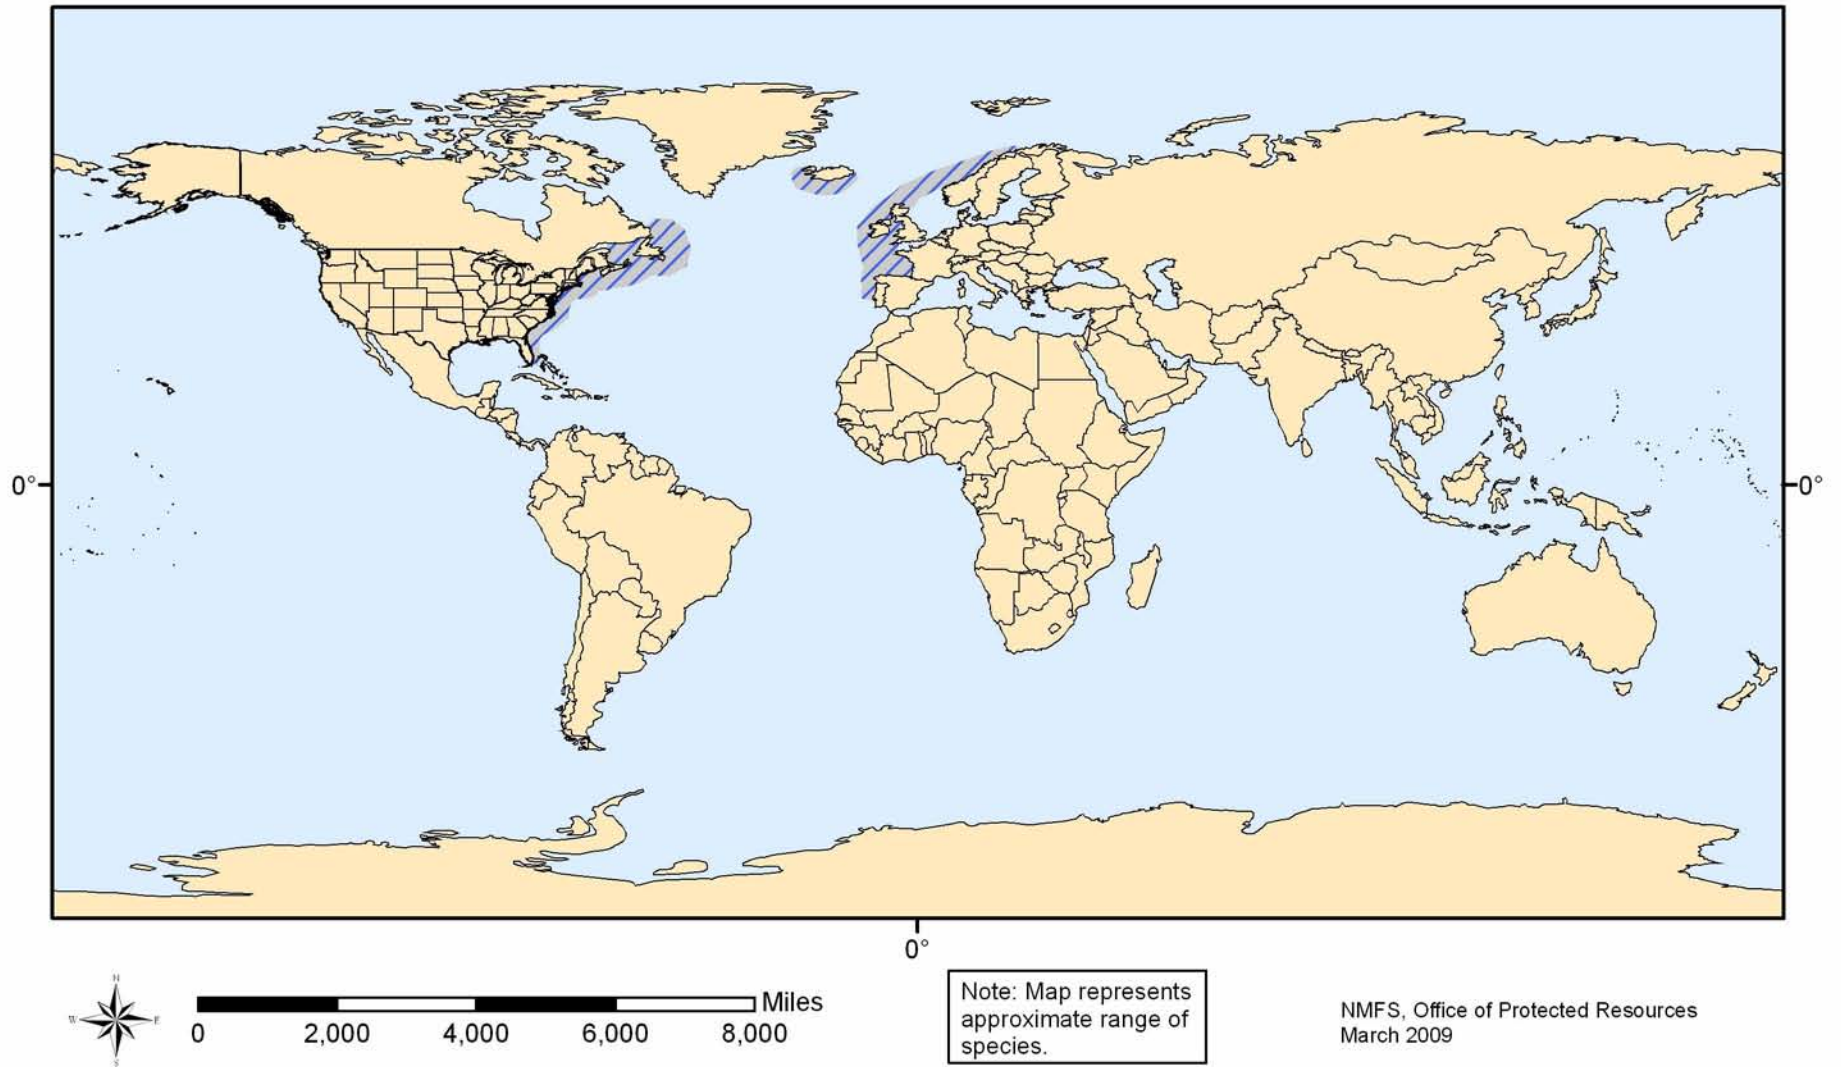 0°
0°
0°
N
W
E
S
Miles
0
2,000
4,000
6,000
8,000
Note: Map represents
approximate range of
species.
NMFS, Office of Protected Resources
March 2009